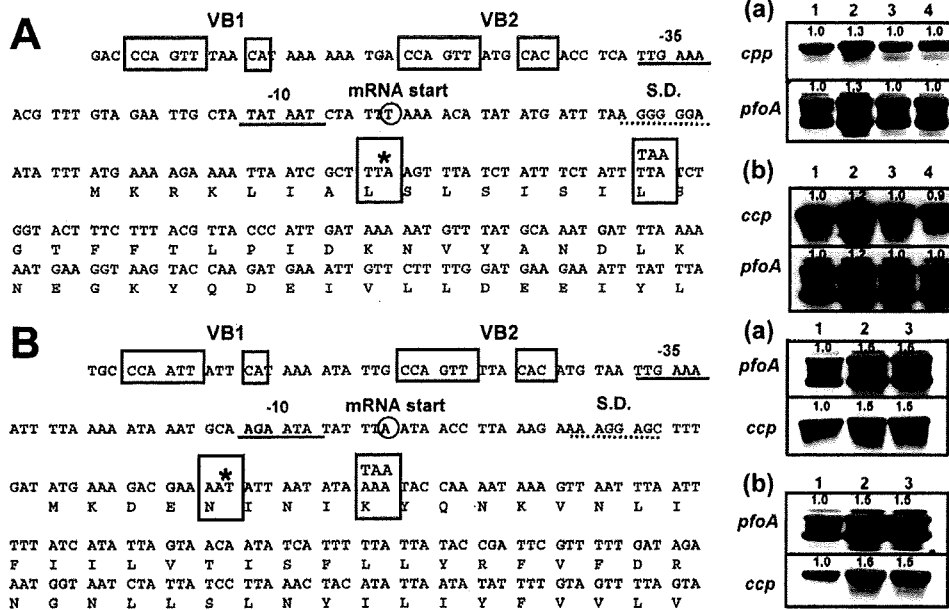 A
VB1 VB2
GAC CCA GTT TAA CAT AAA AAA TGA CCA GTT ATG CAC ACC TCA TTG AAA
-35
-10 mRNA start S.D.
ACG TTT GTA GAA TTG CTA TAT AAT CTA TTT AAA ACA TAT ATG ATT TAA GGG GGA
* TAA
ATA TTT ATG AAA AGA AAA TTA ATC GCT TTA AGT TTA TCT ATT TCT ATT TTA TCT
M K R K L I A L S L S I S I L S
GGT ACT TTC TTT ACG TTA CCC ATT GAT AAA AAT GTT TAT GCA AAT GAT TTA AAA
G T F F T L P I D K N V Y A N D L K
AAT GAA GGT AAG TAC CAA GAT GAA ATT GTT CTT TTG GAT GAA GAA ATT TAT TTA
N E G K Y Q D E I V L L D E E I Y L
B
VB1 VB2
TGC CCA ATT ATT CAT AAA ATA TTG CCA GTT TTA CAC ATG TAA TTG AAA
-35
-10 mRNA start S.D.
ATT TTA AAA ATA AAT GCA AGA ATA TAT TTA ATA ACC TTA AAG AAA AGG AGC TTT
* TAA
GAT ATG AAA GAC GAA AAT ATT AAT ATA AAA TAC CAA AAT AAA GTT AAT TTA ATT
M K D E N I N I K Y Q N K V N L I
TTT ATC ATA TTA GTA ACA ATA TCA TTT TTA TTA TAC CGA TTC GTT TTT GAT AGA
F I I L V T I S F L L Y R F V F D R
AAT GGT AAT CTA TTA TCC TTA AAC TAC ATA TTA ATA TAT TTT GTA GTT TTA GTA
N G N L L S L N Y I L I Y F V V L V
(a)
1 2 3 4
cpp 1.0 1.3 1.0 1.0
pfoA 1.0 1.3 1.0 1.0
(b)
1 2 3 4
ccp 1.0 1.2 1.0 0.9
pfoA 1.0 1.2 1.0 1.0
(a)
1 2 3
pfoA 1.0 1.6 1.6
ccp 1.0 1.5 1.5
(b)
1 2 3
pfoA 1.0 1.6 1.6
ccp 1.0 1.6 1.6